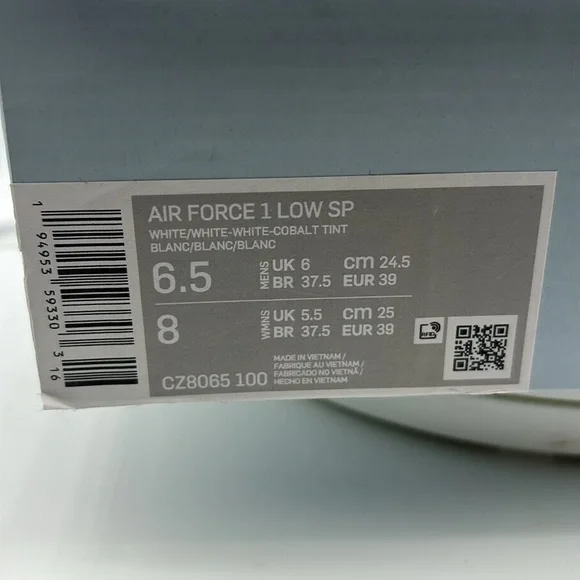 AIR FORCE 1 LOW SP
WHITE/WHITE-WHITE-COBALT TINT
BLANC/BLANC/BLANC
6.5 MENS UK 6 cm 24.5
BR 37.5 EUR 39
8 WMNS UK 5.5 cm 25
BR 37.5 EUR 39
CZ8065 100
MADE IN VIETNAM/
FABRIQUE AU VIETNAM/
FABRICADO NO VIETNÃ/
HECHO EN VIETNAM
RFID
1 94953 59330 3 16